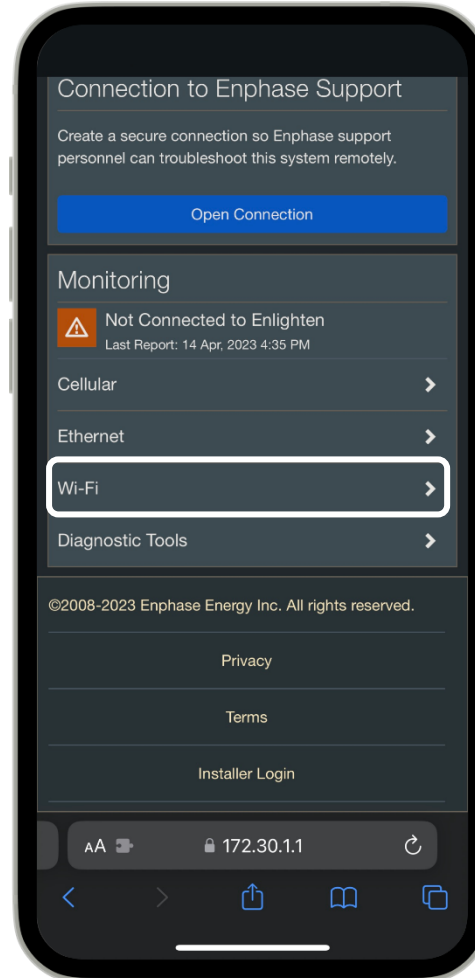 Connection to Enphase Support
Create a secure connection so Enphase support
personnel can troubleshoot this system remotely.
Open Connection
Monitoring
Not Connected to Enlighten
Last Report: 14 Apr, 2023 4:35 PM
Cellular
Ethernet
Wi-Fi
Diagnostic Tools
©2008-2023 Enphase Energy Inc. All rights reserved.
Privacy
Terms
Installer Login
AA 172.30.1.1